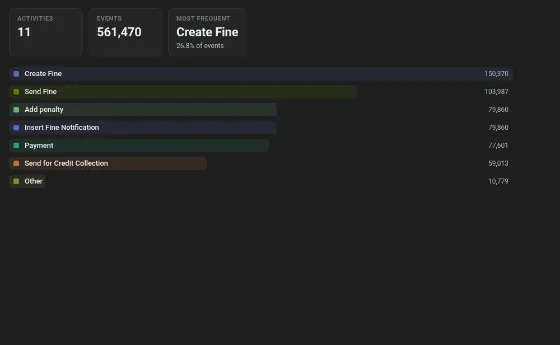 ACTIVITIES
11
EVENTS
561,470
MOST FREQUENT
Create Fine
26.8% of events
Create Fine 150,370
Send Fine 103,987
Add penalty 79,860
Insert Fine Notification 79,860
Payment 77,601
Send for Credit Collection 59,013
Other 10,779